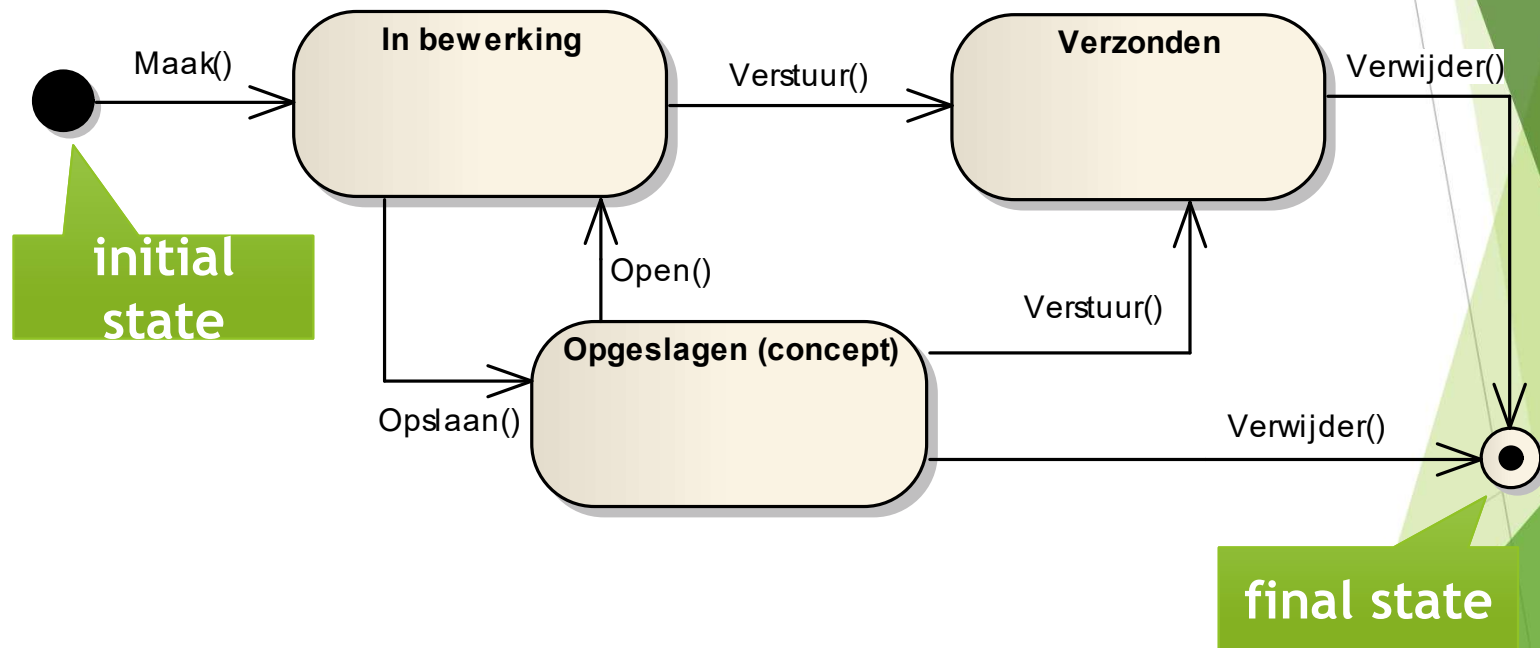 In bewerking
Verzonden
Maak()
Verstuur()
Verwijder()
initial
state
Open()
Verstuur()
Opgeslagen (concept)
Opslaan()
Verwijder()
final state